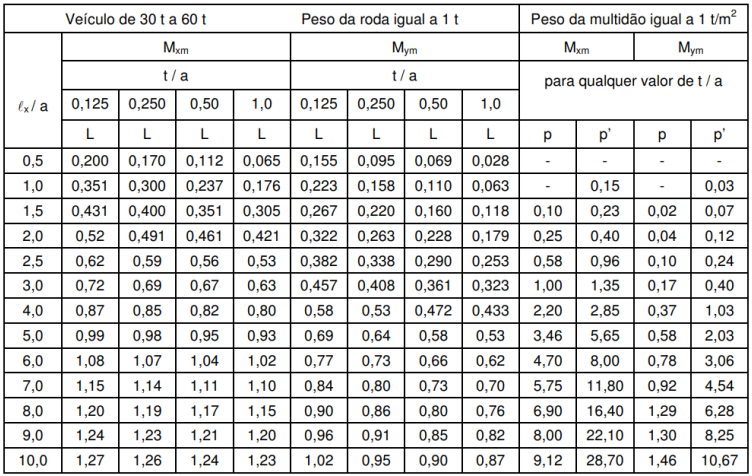 Veículo de 30 t a 60 t Peso da roda igual a 1 t Peso da multidão igual a 1 t/m²
Mxm Mym Mxm Mym
t / a t / a para qualquer valor de t / a
ℓx / a 0,125 0,250 0,50 1,0 0,125 0,250 0,50 1,0
L L L L L L L L p p’ p p’
0,5 0,200 0,170 0,112 0,065 0,155 0,095 0,069 0,028 - - - -
1,0 0,351 0,300 0,237 0,176 0,223 0,158 0,110 0,063 - 0,15 - 0,03
1,5 0,431 0,400 0,351 0,305 0,267 0,220 0,160 0,118 0,10 0,23 0,02 0,07
2,0 0,52 0,491 0,461 0,421 0,322 0,263 0,228 0,179 0,25 0,40 0,04 0,12
2,5 0,62 0,59 0,56 0,53 0,382 0,338 0,290 0,253 0,58 0,96 0,10 0,24
3,0 0,72 0,69 0,67 0,63 0,457 0,408 0,361 0,323 1,00 1,35 0,17 0,40
4,0 0,87 0,85 0,82 0,80 0,58 0,53 0,472 0,433 2,20 2,85 0,37 1,03
5,0 0,99 0,98 0,95 0,93 0,69 0,64 0,58 0,53 3,46 5,65 0,58 2,03
6,0 1,08 1,07 1,04 1,02 0,77 0,73 0,66 0,62 4,70 8,00 0,78 3,06
7,0 1,15 1,14 1,11 1,10 0,84 0,80 0,73 0,70 5,75 11,80 0,92 4,54
8,0 1,20 1,19 1,17 1,15 0,90 0,86 0,80 0,76 6,90 16,40 1,29 6,28
9,0 1,24 1,23 1,21 1,20 0,96 0,91 0,85 0,82 8,00 22,10 1,30 8,25
10,0 1,27 1,26 1,24 1,23 1,02 0,95 0,90 0,87 9,12 28,70 1,46 10,67